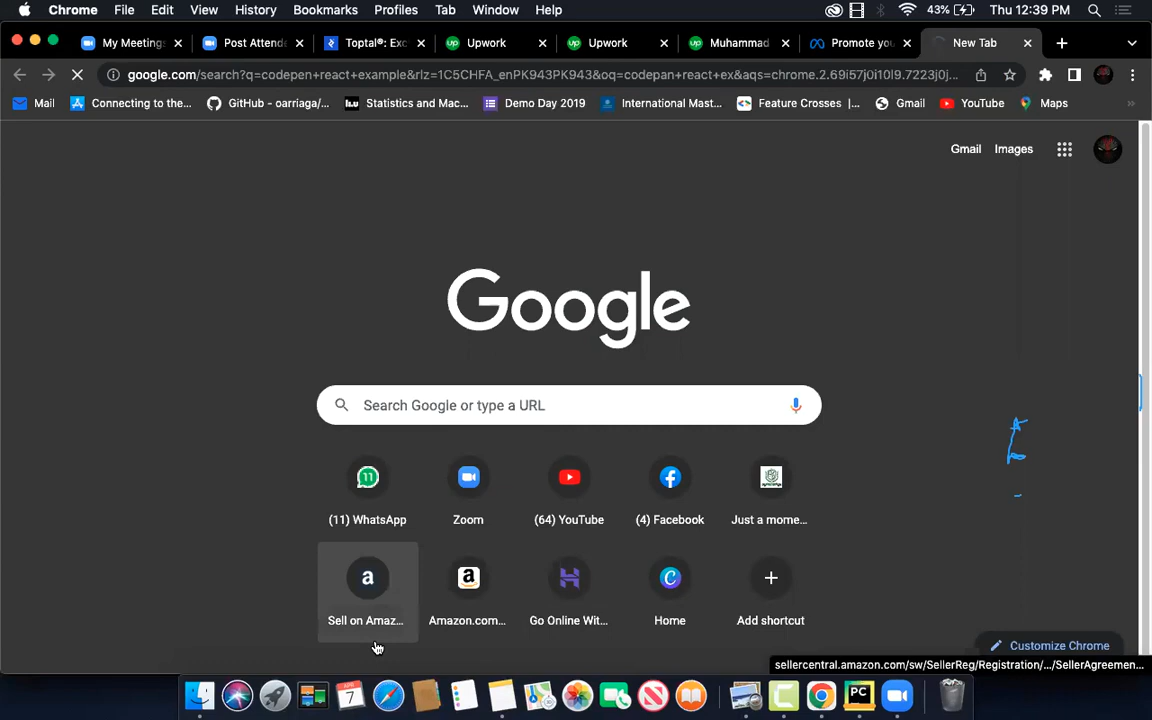 Chrome File Edit View History Bookmarks Profiles Tab Window Help 43% Thu 12:39 PM
My Meeting Post Attende Toptal®: Exc Upwork Upwork Muhammad Promote you New Tab
google.com/search?q=codepen+react+example&rlz=1C5CHFA_enPK943PK943&oq=codepan+react+ex&aqs=chrome.2.69i57j0i10l9.7223j0j...
Mail Connecting to the... GitHub - oarriaga/... Statistics and Mac... Demo Day 2019 International Mast... Feature Crosses |... Gmail YouTube Maps
Gmail Images
Google
Search Google or type a URL
(11) WhatsApp Zoom (64) YouTube (4) Facebook Just a mome...
Sell on Amaz... Amazon.com... Go Online Wit... Home Add shortcut
Customize Chrome
sellercentral.amazon.com/sw/SellerReg/Registration/.../SellerAgreemen...